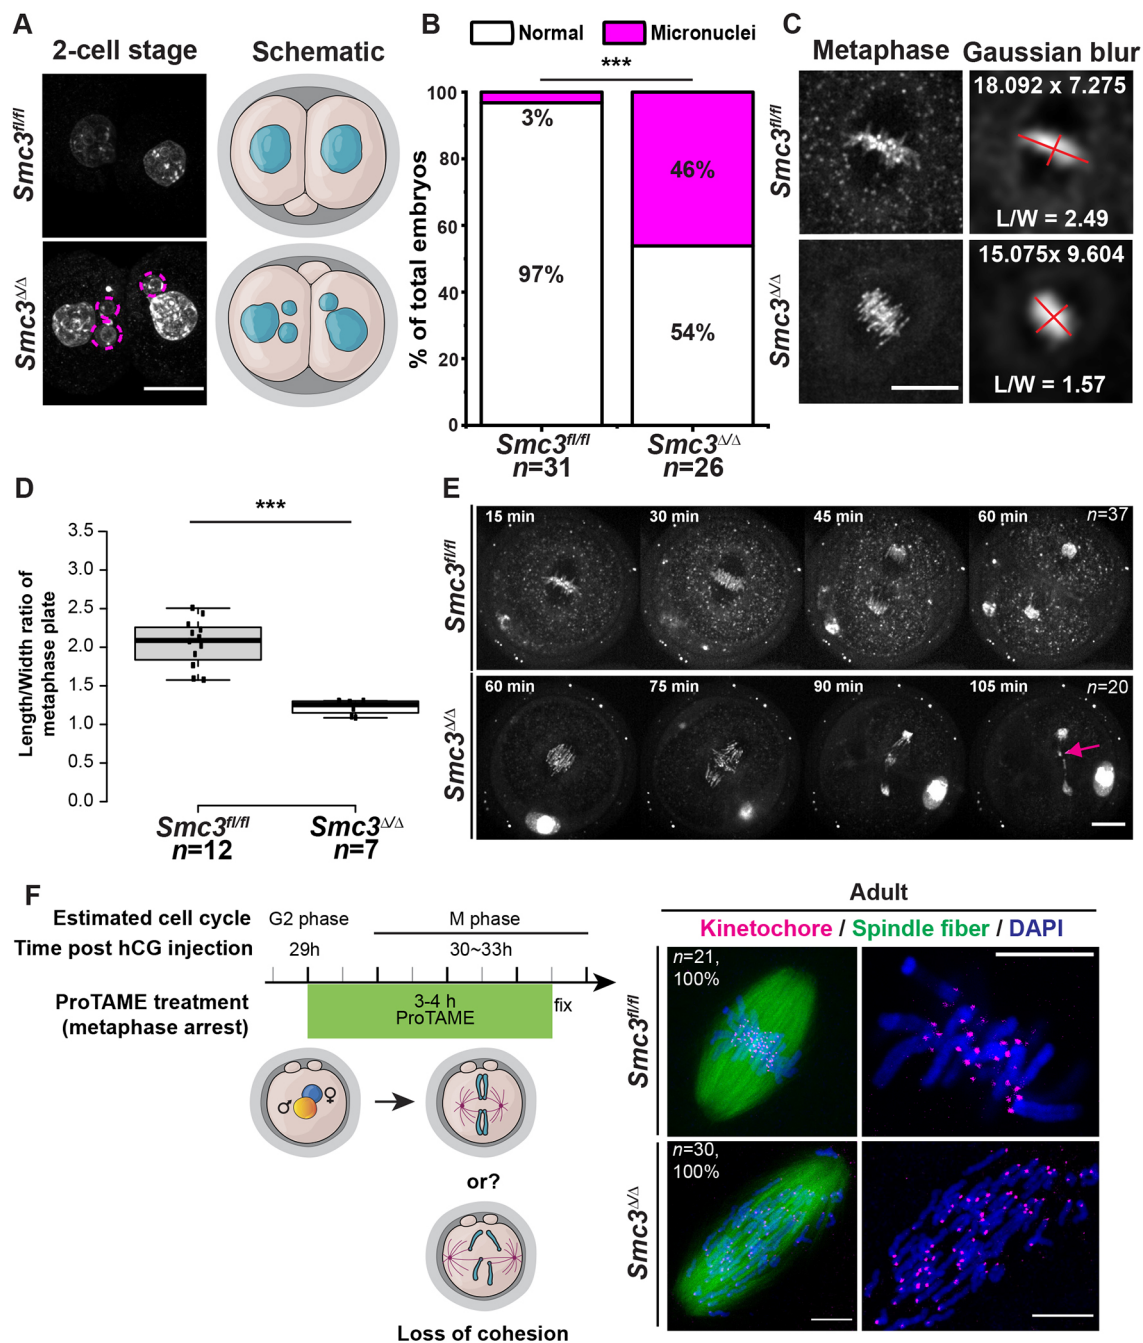 A
2-cell stage
Schematic
Smc3fl/fl
Smc3Δ/Δ
B
Normal
Micronuclei
***
% of total embryos
100
80
60
40
20
0
3%
97%
46%
54%
Smc3fl/fl
n=31
Smc3Δ/Δ
n=26
C
Metaphase
Gaussian blur
Smc3fl/fl
18.092 x 7.275
L/W = 2.49
Smc3Δ/Δ
15.075x 9.604
L/W = 1.57
D
***
Length/Width ratio of
metaphase plate
3.5
3.0
2.5
2.0
1.5
1.0
0.5
0.0
Smc3fl/fl
n=12
Smc3Δ/Δ
n=7
E
Smc3fl/fl
15 min
30 min
45 min
60 min
n=37
Smc3Δ/Δ
60 min
75 min
90 min
105 min
n=20
F
Estimated cell cycle
G2 phase
M phase
Time post hCG injection
29h
30~33h
ProTAME treatment
(metaphase arrest)
3-4 h
ProTAME
fix
♂
♀
or?
Loss of cohesion
Adult
Kinetochore / Spindle fiber / DAPI
Smc3fl/fl
n=21,
100%
Smc3Δ/Δ
n=30,
100%